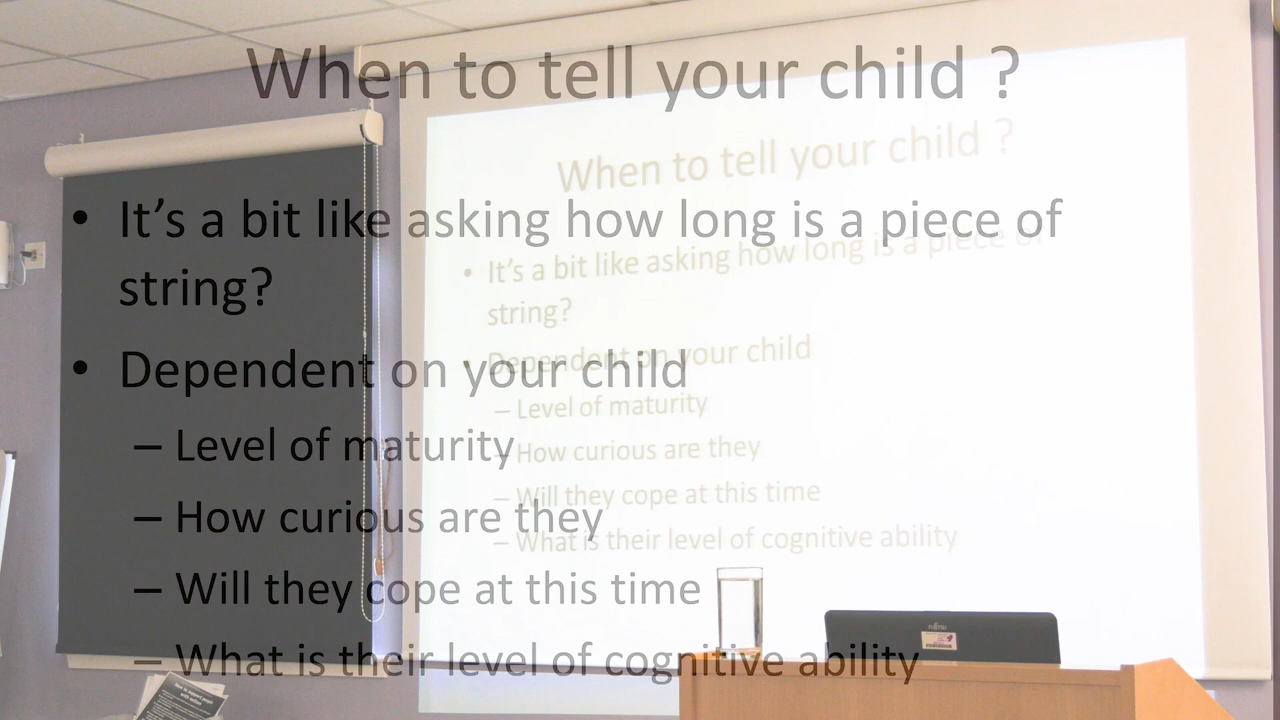 When to tell your child ?
• It's a bit like asking how long is a piece of
string?
• Dependent on your child
– Level of maturity
– How curious are they
– Will they cope at this time
– What is their level of cognitive ability
When to tell your child ?
• It's a bit like asking how long is a piece of
string?
• Dependent on your child
– Level of maturity
– How curious are they
– Will they cope at this time
– What is their level of cognitive ability
FUJITSU